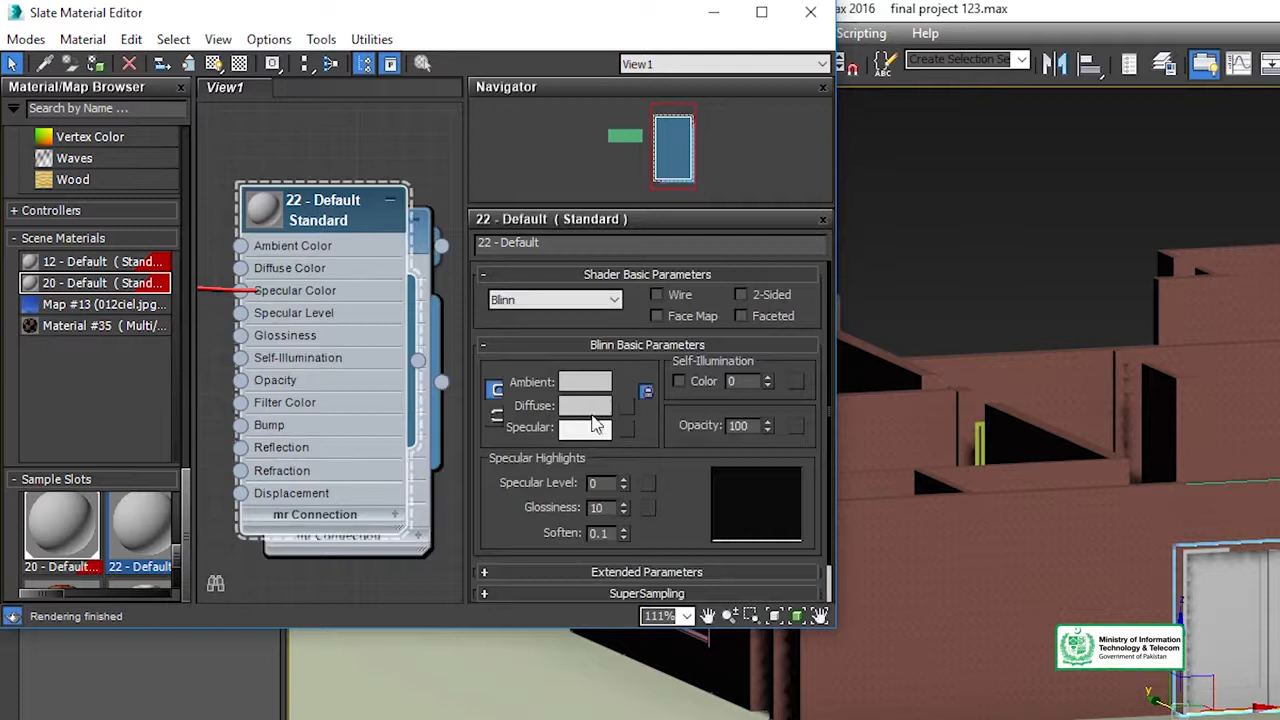 Slate Material Editor
ax 2016 final project 123.max
Modes Material Edit Select View Options Tools Utilities
Scripting Help
View1
Create Selection Se
ABC
Material/Map Browser
View1
Navigator
Search by Name ...
Vertex Color
Waves
Wood
+ Controllers
- Scene Materials
12 - Default ( Stand...
20 - Default ( Stand...
Map #13 (012ciel.jpg...
Material #35 ( Multi/...
- Sample Slots
20 - Default...
22 - Default
22 - Default
Standard
Ambient Color
Diffuse Color
Specular Color
Specular Level
Glossiness
Self-Illumination
Opacity
Filter Color
Bump
Reflection
Refraction
Displacement
mr Connection +
mr Connection +
22 - Default ( Standard )
22 - Default
- Shader Basic Parameters
Blinn
Wire
2-Sided
Face Map
Faceted
- Blinn Basic Parameters
Self-Illumination
Ambient:
Color 0
Diffuse:
Specular:
Opacity: 100
Specular Highlights
Specular Level: 0
Glossiness: 10
Soften: 0.1
+ Extended Parameters
+ SuperSampling
Rendering finished
111%
Ministry of Information
Technology & Telecom
Government of Pakistan
z
y